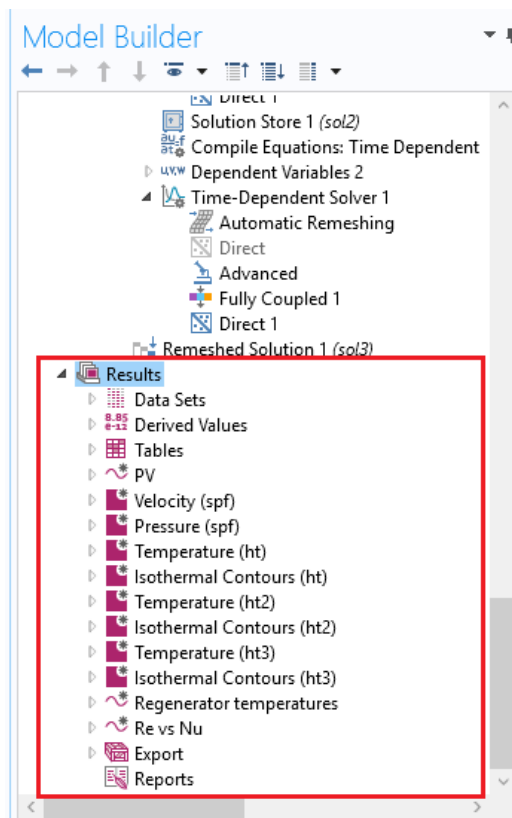 Model Builder
Direct 1
Solution Store 1 (sol2)
Compile Equations: Time Dependent
Dependent Variables 2
Time-Dependent Solver 1
Automatic Remeshing
Direct
Advanced
Fully Coupled 1
Direct 1
Remeshed Solution 1 (sol3)
Results
Data Sets
8.85
e-12
Derived Values
Tables
PV
Velocity (spf)
Pressure (spf)
Temperature (ht)
Isothermal Contours (ht)
Temperature (ht2)
Isothermal Contours (ht2)
Temperature (ht3)
Isothermal Contours (ht3)
Regenerator temperatures
Re vs Nu
Export
Reports